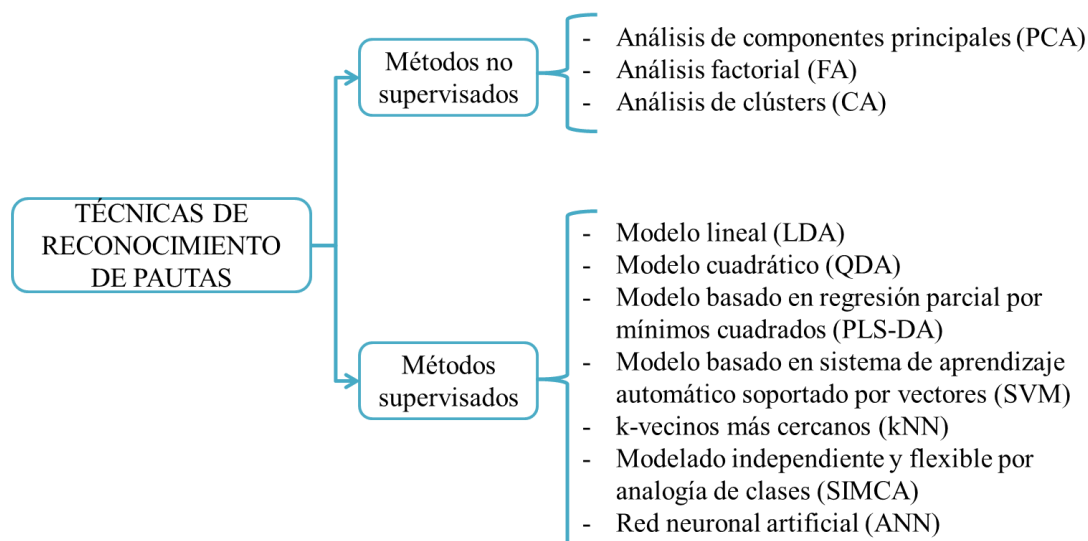 TÉCNICAS DE
RECONOCIMIENTO
DE PAUTAS
Métodos no
supervisados
- Análisis de componentes principales (PCA)
- Análisis factorial (FA)
- Análisis de clústers (CA)
Métodos
supervisados
- Modelo lineal (LDA)
- Modelo cuadrático (QDA)
- Modelo basado en regresión parcial por
mínimos cuadrados (PLS-DA)
- Modelo basado en sistema de aprendizaje
automático soportado por vectores (SVM)
- k-vecinos más cercanos (kNN)
- Modelado independiente y flexible por
analogía de clases (SIMCA)
- Red neuronal artificial (ANN)